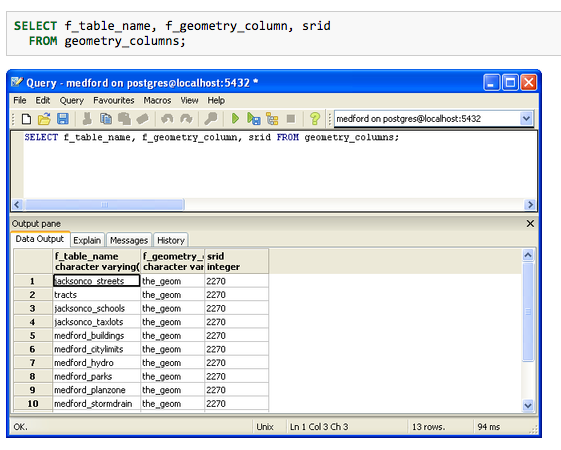 SELECT f_table_name, f_geometry_column, srid
FROM geometry_columns;
Query - medford on postgres@localhost:5432 *
File Edit Query Favourites Macros View Help
medford on postgres@localhost:5432
SELECT f_table_name, f_geometry_column, srid FROM geometry_columns;
Output pane
Data Output Explain Messages History
f_table_name f_geometry_c srid
character varying( character var integer
1 jacksonco_streets the_geom 2270
2 tracts the_geom 2270
3 jacksonco_schools the_geom 2270
4 jacksonco_taxlots the_geom 2270
5 medford_buildings the_geom 2270
6 medford_citylimits the_geom 2270
7 medford_hydro the_geom 2270
8 medford_parks the_geom 2270
9 medford_planzone the_geom 2270
10 medford_stormdrain the_geom 2270
OK. Unix Ln 1 Col 3 Ch 3 13 rows. 94 ms